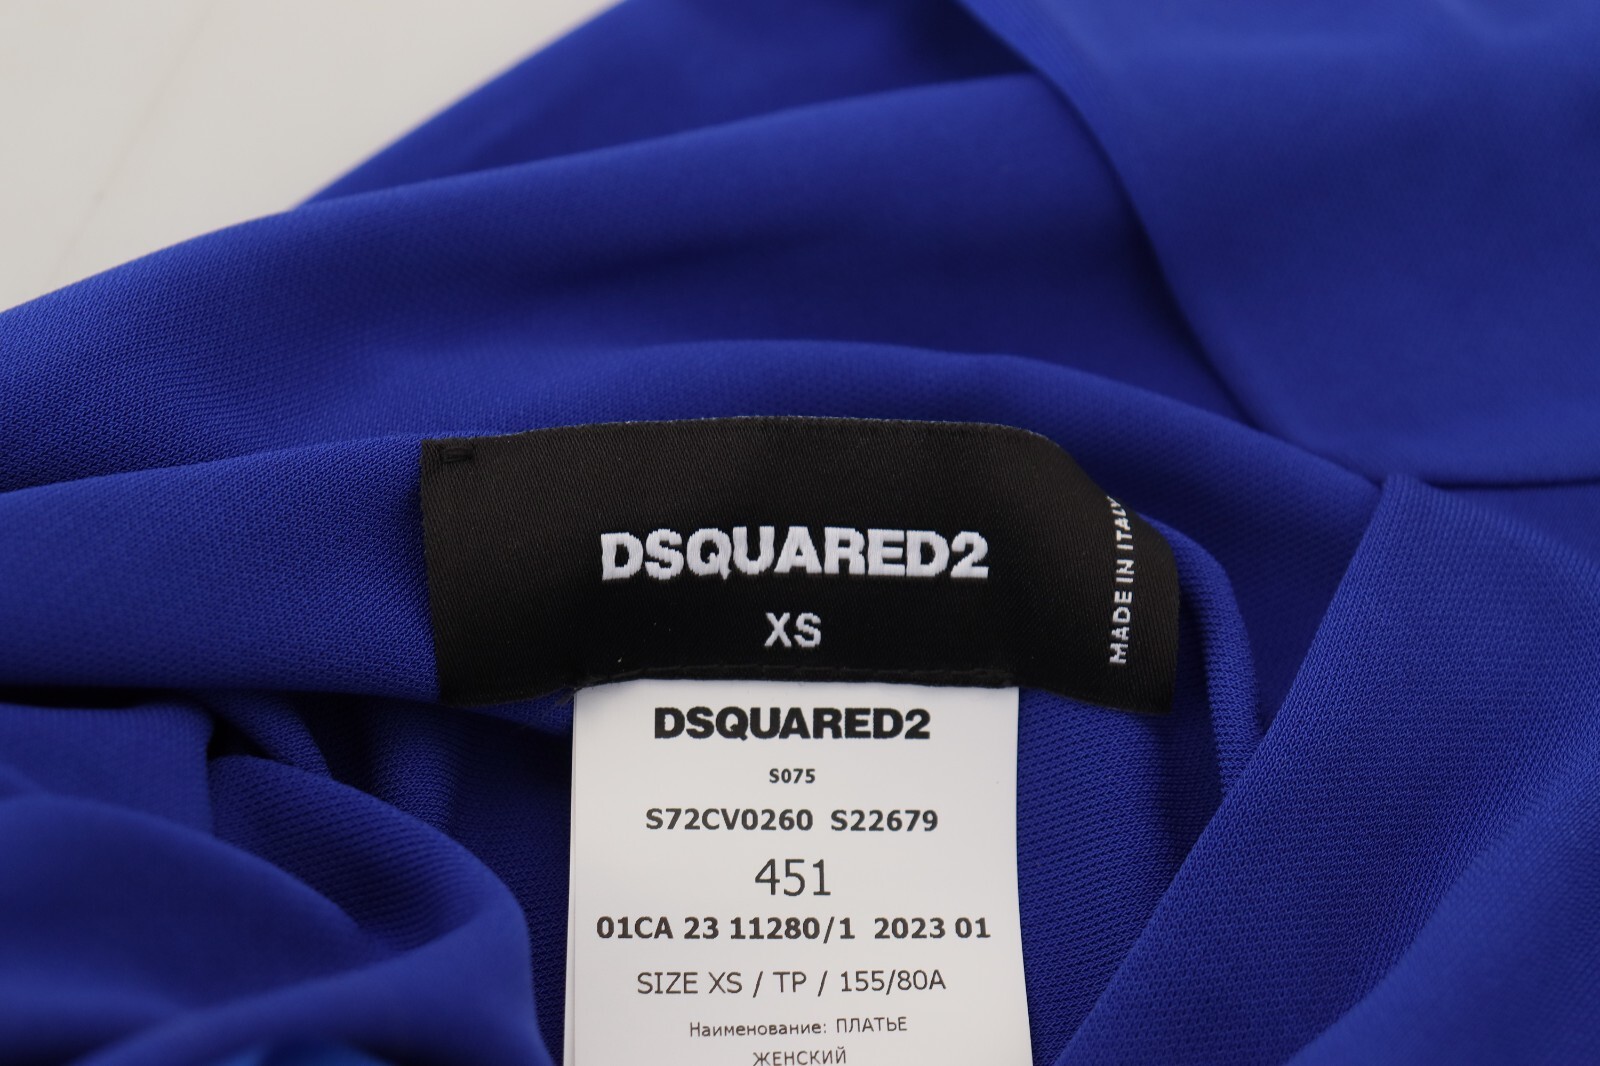 DSQUARED2
XS
MADE IN ITALY
DSQUARED2
S075
S72CV0260 S22679
451
01CA 23 11280/1 2023 01
SIZE XS / TP / 155/80A
Наименование: ПЛАТЬЕ
ЖЕНСКИЙ